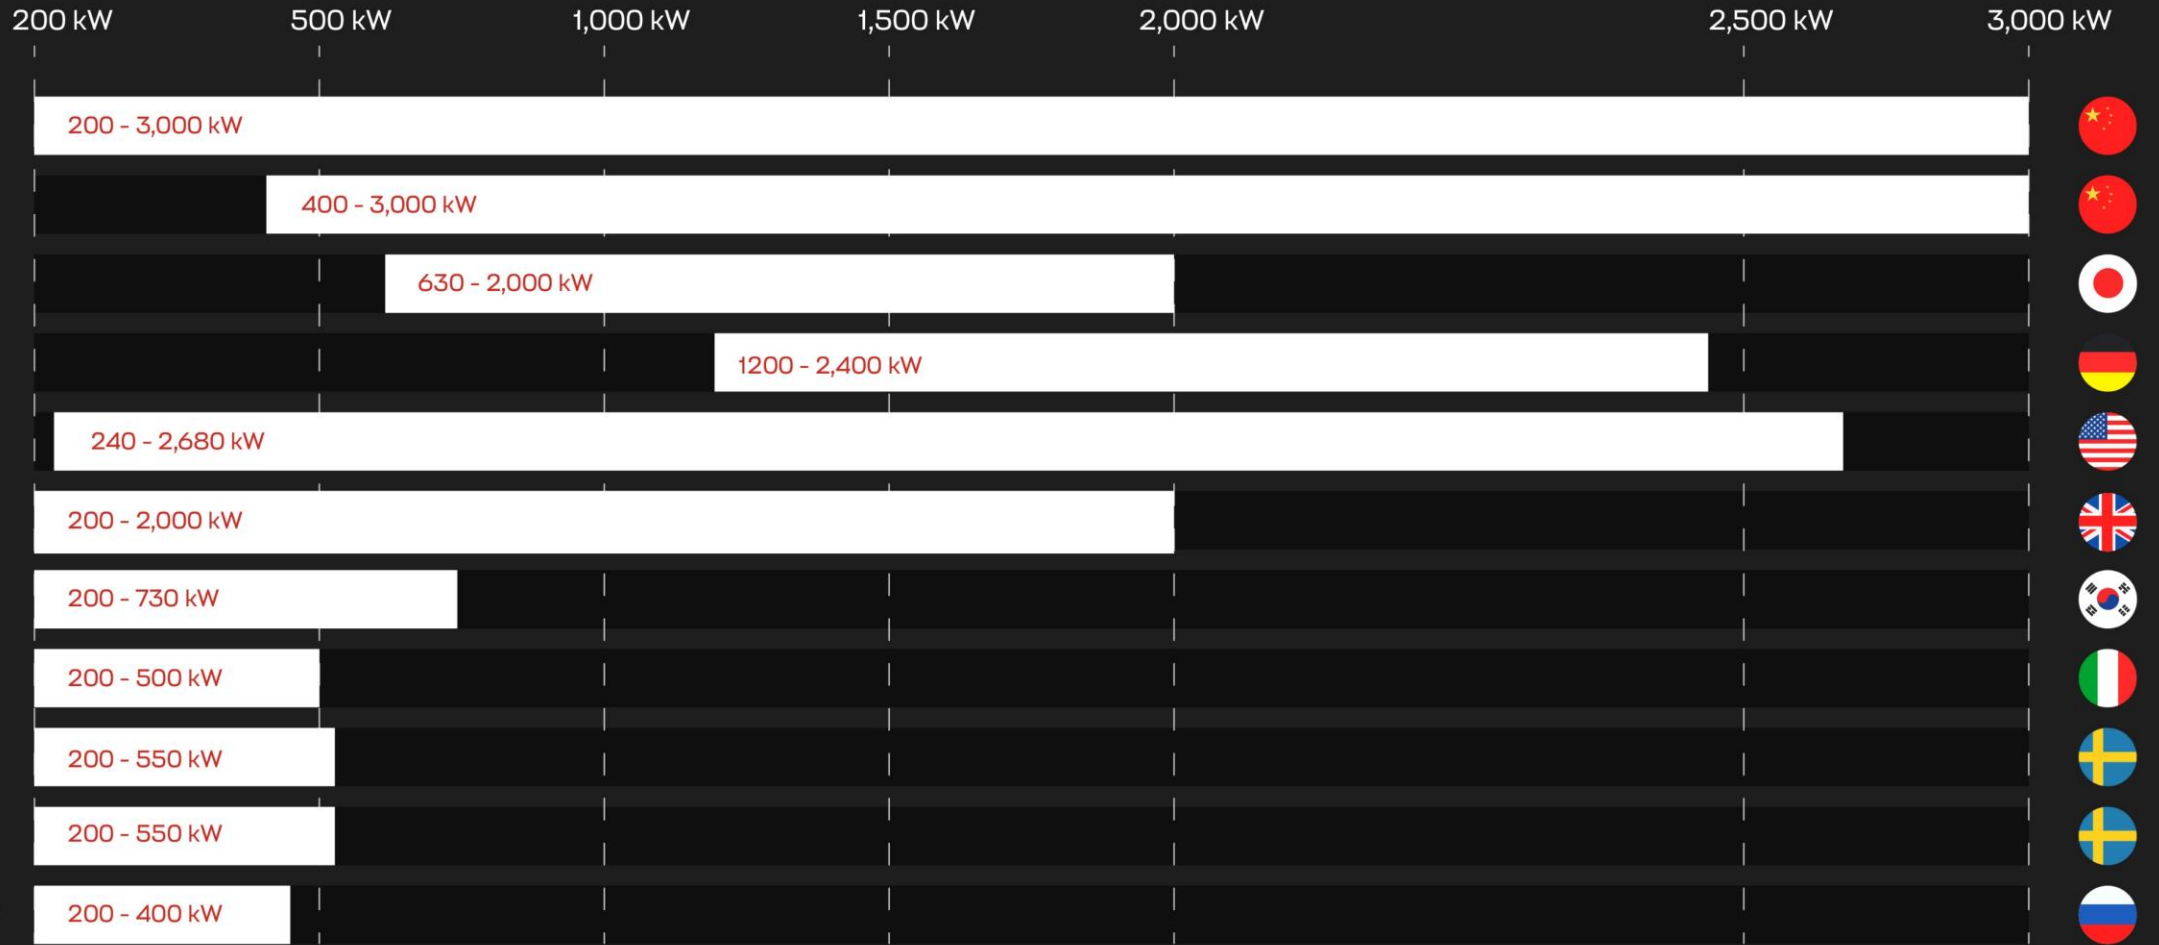 200 kW 500 kW 1,000 kW 1,500 kW 2,000 kW 2,500 kW 3,000 kW
200 - 3,000 kW
400 - 3,000 kW
630 - 2,000 kW
1200 - 2,400 kW
240 - 2,680 kW
200 - 2,000 kW
200 - 730 kW
200 - 500 kW
200 - 550 kW
200 - 550 kW
200 - 400 kW